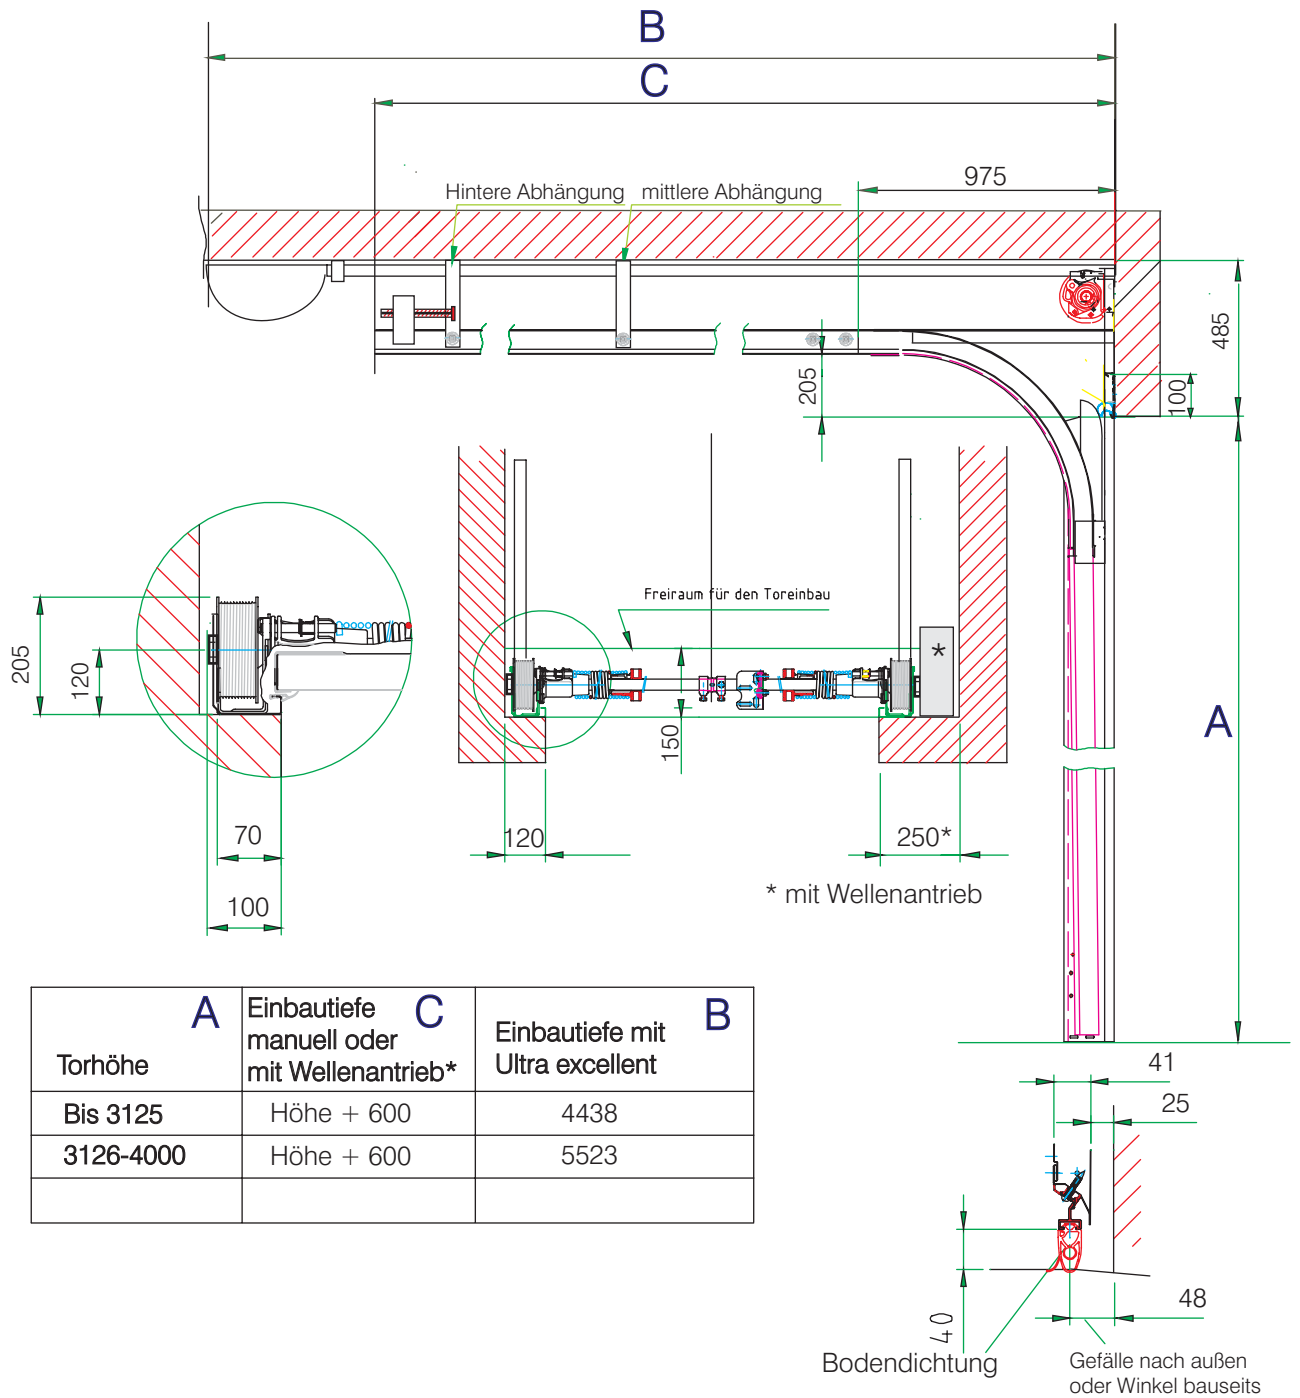 B
C
975
Hintere Abhängung mittlere Abhängung
485
205
100
Freiraum für den Toreinbau
*
205
120
150
A
70
120
250*
100
* mit Wellenantrieb
A
Torhöhe
Einbautiefe C
manuell oder
mit Wellenantrieb*
B
Einbautiefe mit
Ultra excellent
Bis 3125 Höhe + 600 4438
3126-4000 Höhe + 600 5523
41
25
48
40
Bodendichtung
Gefälle nach außen
oder Winkel bauseits